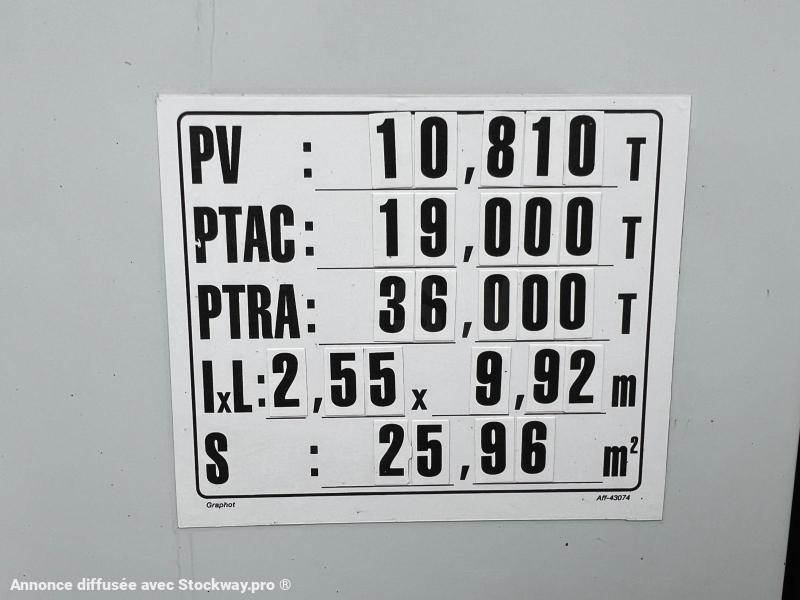 PV : 10,810 T
PTAC: 19,000 T
PTRA: 36,000 T
IxL: 2,55 x 9,92 m
S : 25,96 m²
Graphot Aff-43074
Annonce diffusée avec Stockway.pro ®